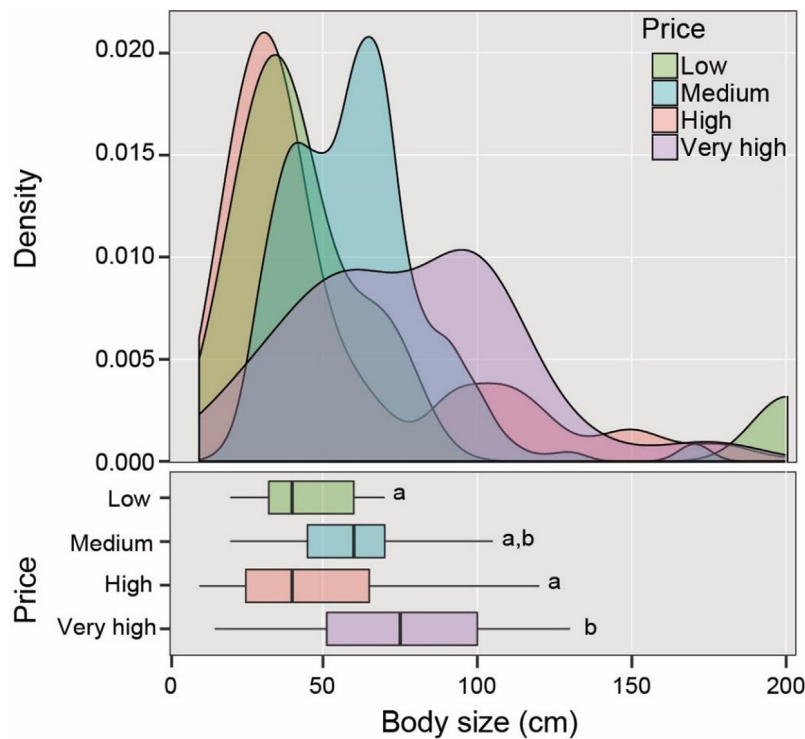 Price
Low
Medium
High
Very high
Density
0.020
0.015
0.010
0.005
0.000
Price
Low
a
Medium
a,b
High
a
Very high
b
0
50
100
150
200
Body size (cm)